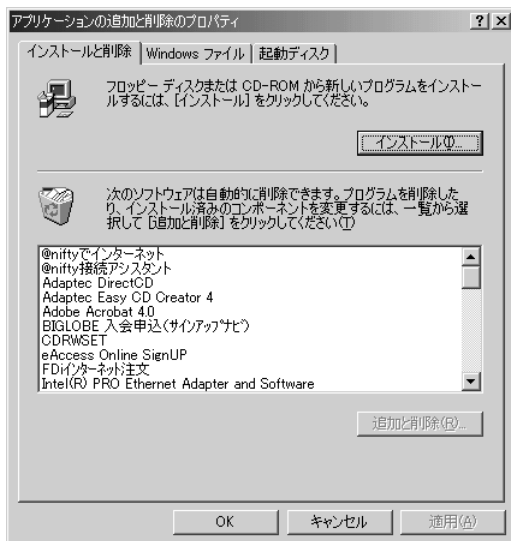 アプリケーションの追加と削除のプロパティ
インストールと削除
Windows ファイル
起動ディスク
フロッピー ディスクまたは CD-ROM から新しいプログラムをインストー
ルするには、[インストール] をクリックしてください。
インストール(I)...
次のソフトウェアは自動的に削除できます。プログラムを削除した
り、インストール済みのコンポーネントを変更するには、一覧から選
択して [追加と削除] をクリックしてください(T)
@niftyでインターネット
@nifty接続アシスタント
Adaptec DirectCD
Adaptec Easy CD Creator 4
Adobe Acrobat 4.0
BIGLOBE 入会申込(サインアップナビ)
CDRWSET
eAccess Online SignUP
FDインターネット注文
Intel(R) PRO Ethernet Adapter and Software
追加と削除(R)...
OK
キャンセル
適用(A)